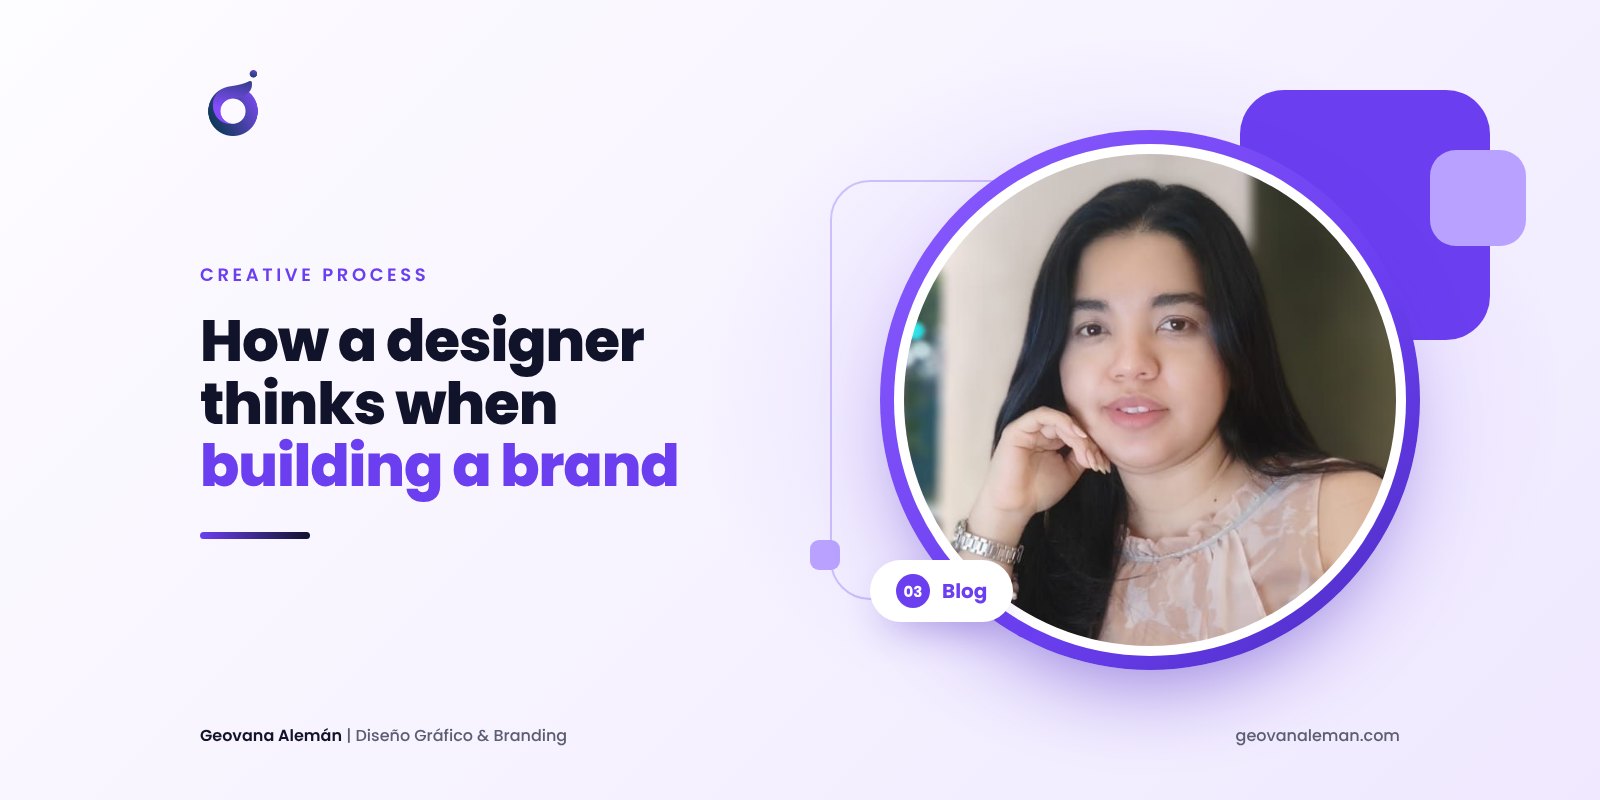 CREATIVE PROCESS
How a designer
thinks when
building a brand
03 Blog
Geovana Alemán | Diseño Gráfico & Branding
geovanaleman.com